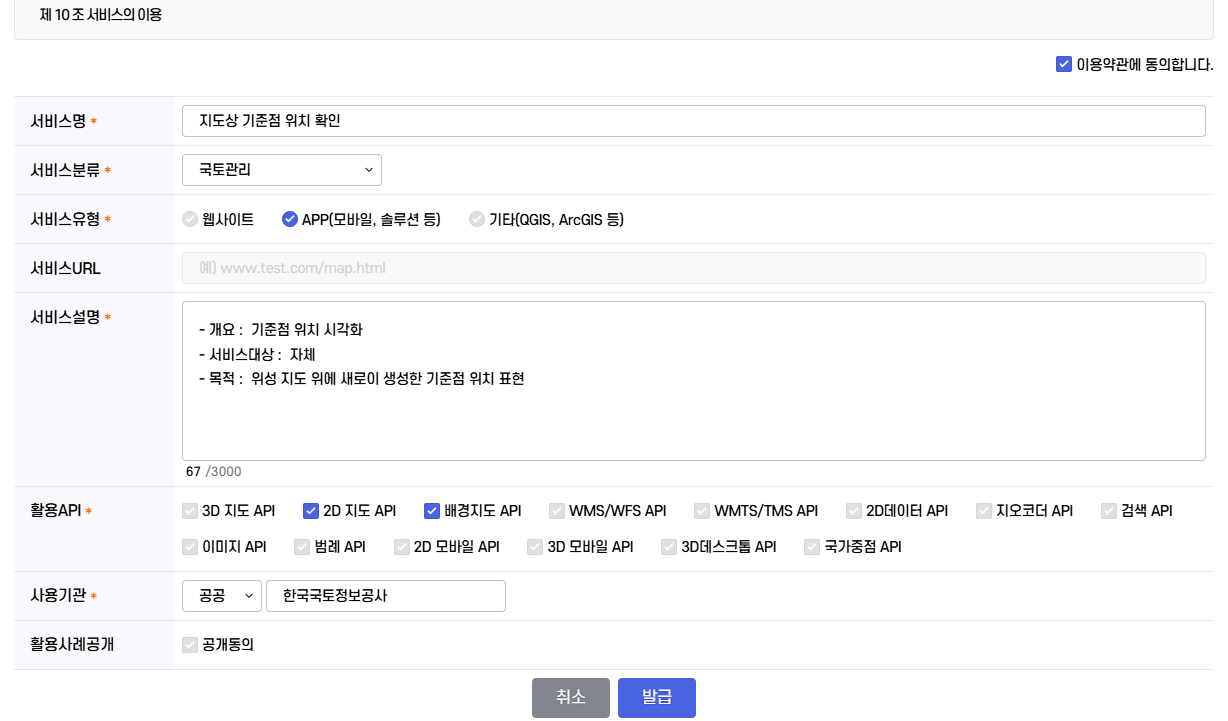 제 10 조 서비스의 이용
이용약관에 동의합니다.
서비스명 * 지도상 기준점 위치 확인
서비스분류 * 국토관리
서비스유형 * 웹사이트 APP(모바일, 솔루션 등) 기타(QGIS, ArcGIS 등)
서비스URL 예) www.test.com/map.html
서비스설명 *
- 개요 : 기준점 위치 시각화
- 서비스대상 : 자체
- 목적 : 위성 지도 위에 새로이 생성한 기준점 위치 표현
67 /3000
활용API * 3D 지도 API 2D 지도 API 배경지도 API WMS/WFS API WMTS/TMS API 2D데이터 API 지오코더 API 검색 API
이미지 API 범례 API 2D 모바일 API 3D 모바일 API 3D데스크톱 API 국가중점 API
사용기관 * 공공 한국국토정보공사
활용사례공개 공개동의
취소 발급